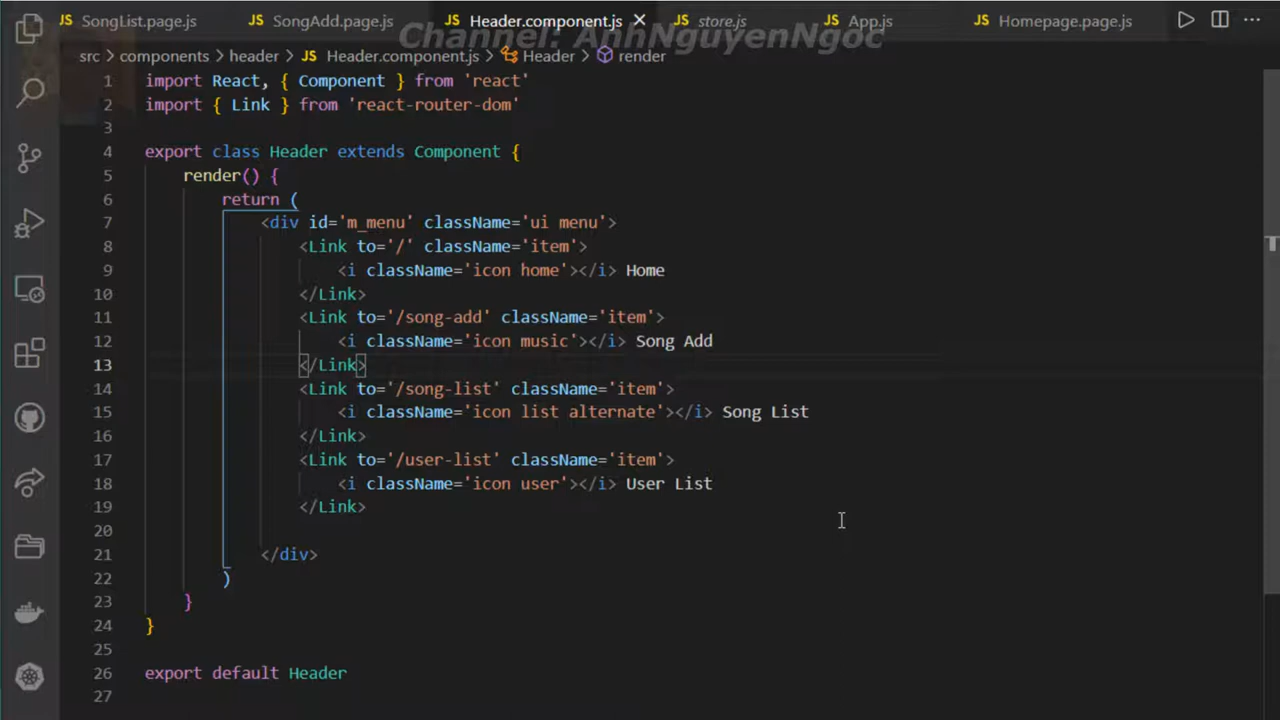 SongList.page.js SongAdd.page.js Header.component.js store.js App.js Homepage.page.js
Channel: AnhNguyenNgoc
src > components > header > JS Header.component.js > Header > render
1 import React, { Component } from 'react'
2 import { Link } from 'react-router-dom'
3
4 export class Header extends Component {
5 render() {
6 return (
7 <div id='m_menu' className='ui menu'>
8 <Link to='/' className='item'>
9 <i className='icon home'></i> Home
10 </Link>
11 <Link to='/song-add' className='item'>
12 <i className='icon music'></i> Song Add
13 </Link>
14 <Link to='/song-list' className='item'>
15 <i className='icon list alternate'></i> Song List
16 </Link>
17 <Link to='/user-list' className='item'>
18 <i className='icon user'></i> User List
19 </Link>
20
21 </div>
22 )
23 }
24 }
25
26 export default Header
27